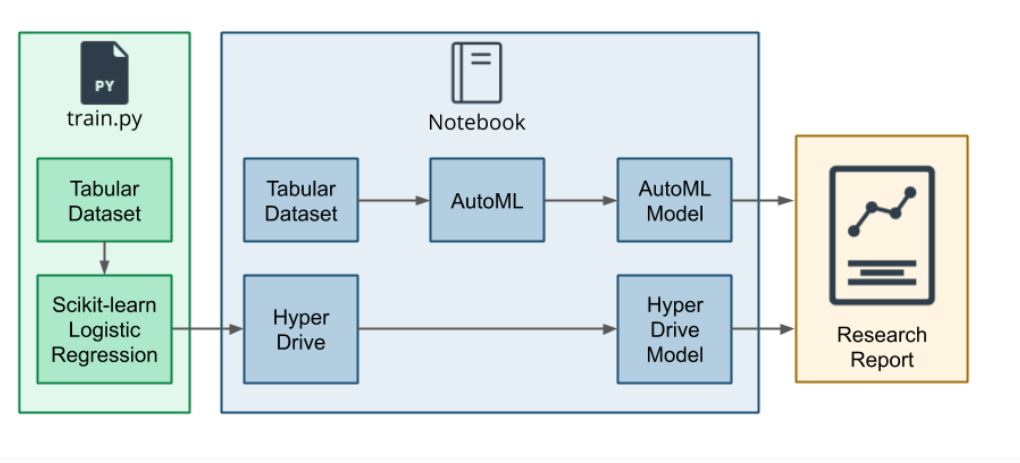 PY
train.py
Tabular
Dataset
Scikit-learn
Logistic
Regression
Notebook
Tabular
Dataset
AutoML
AutoML
Model
Hyper
Drive
Hyper
Drive
Model
Research
Report